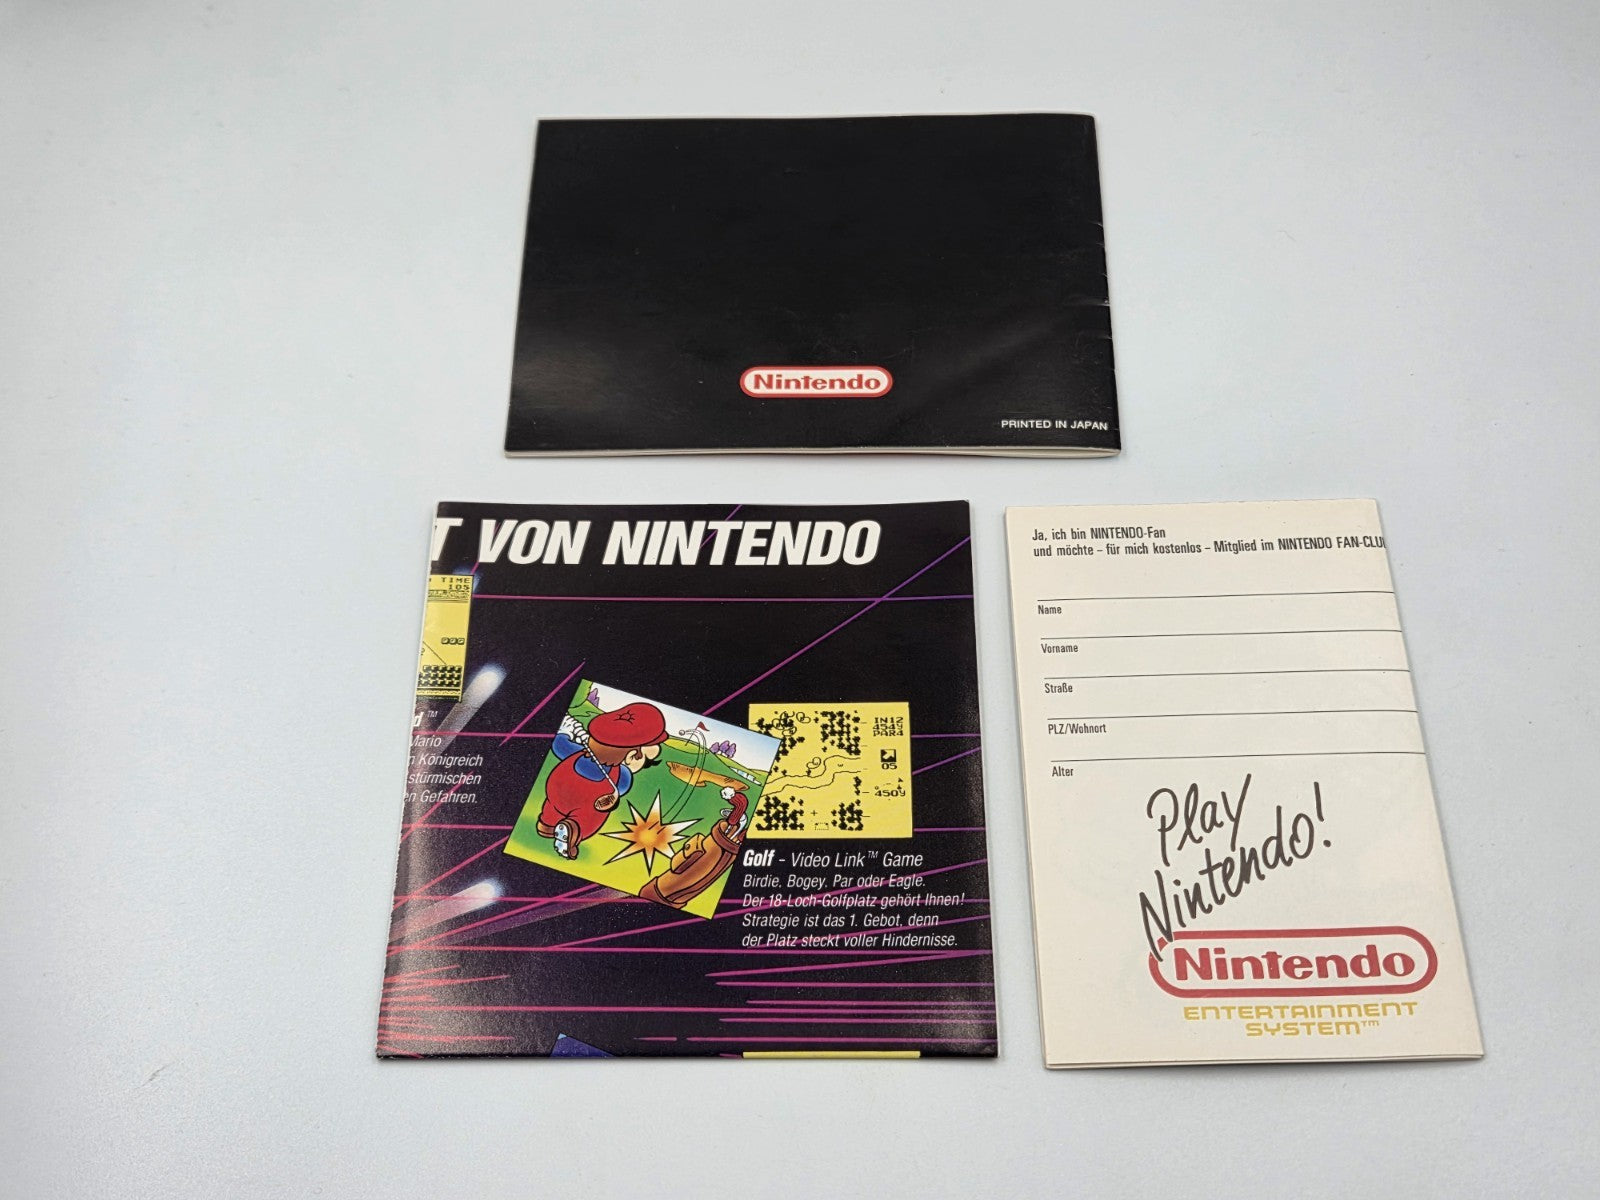 Nintendo
PRINTED IN JAPAN
T VON NINTENDO
TIME
105
d ™
Mario
n Königreich
stürmischen
en Gefahren.
IN12
454Y
PAR4
05
450Y
Golf - Video Link™ Game
Birdie, Bogey, Par oder Eagle.
Der 18-Loch-Golfplatz gehört Ihnen!
Strategie ist das 1. Gebot, denn
der Platz steckt voller Hindernisse.
Ja, ich bin NINTENDO-Fan
und möchte – für mich kostenlos – Mitglied im NINTENDO FAN-CLU
Name
Vorname
Straße
PLZ/Wohnort
Alter
Play
Nintendo!
Nintendo
ENTERTAINMENT
SYSTEM™